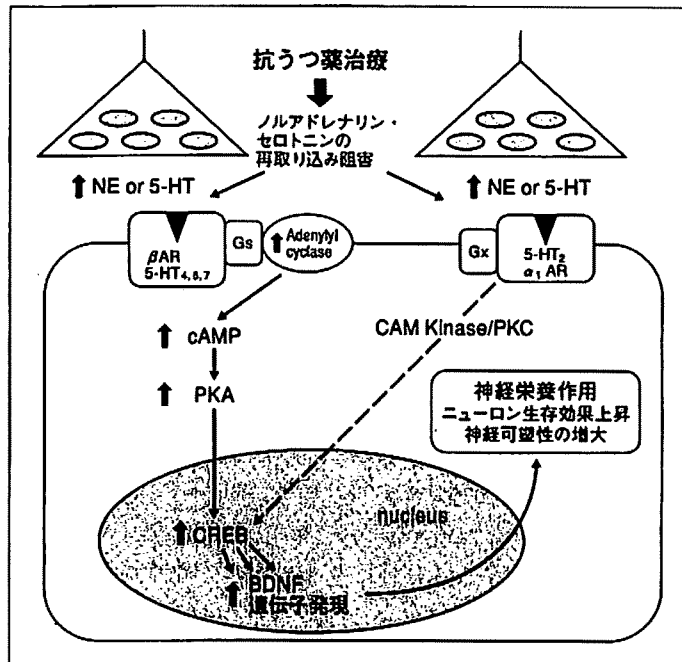 抗うつ薬治療
ノルアドレナリン・
セロトニンの
再取り込み阻害
NE or 5-HT
NE or 5-HT
βAR
5-HT4,6,7
Gs
Adenylyl
cyclase
Gx
5-HT2
α1 AR
cAMP
CAM Kinase/PKC
PKA
神経栄養作用
ニューロン生存効果上昇
神経可塑性の増大
nucleus
CREB
BDNF
遺伝子発現